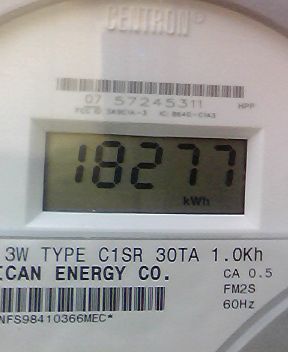 CENTRON®
07 57245311 HPP
18277
kWh
3W TYPE C1SR 30TA 1.0Kh
ICAN ENERGY CO. CA 0.5
FM2S
60Hz
NFS98410366MEC*